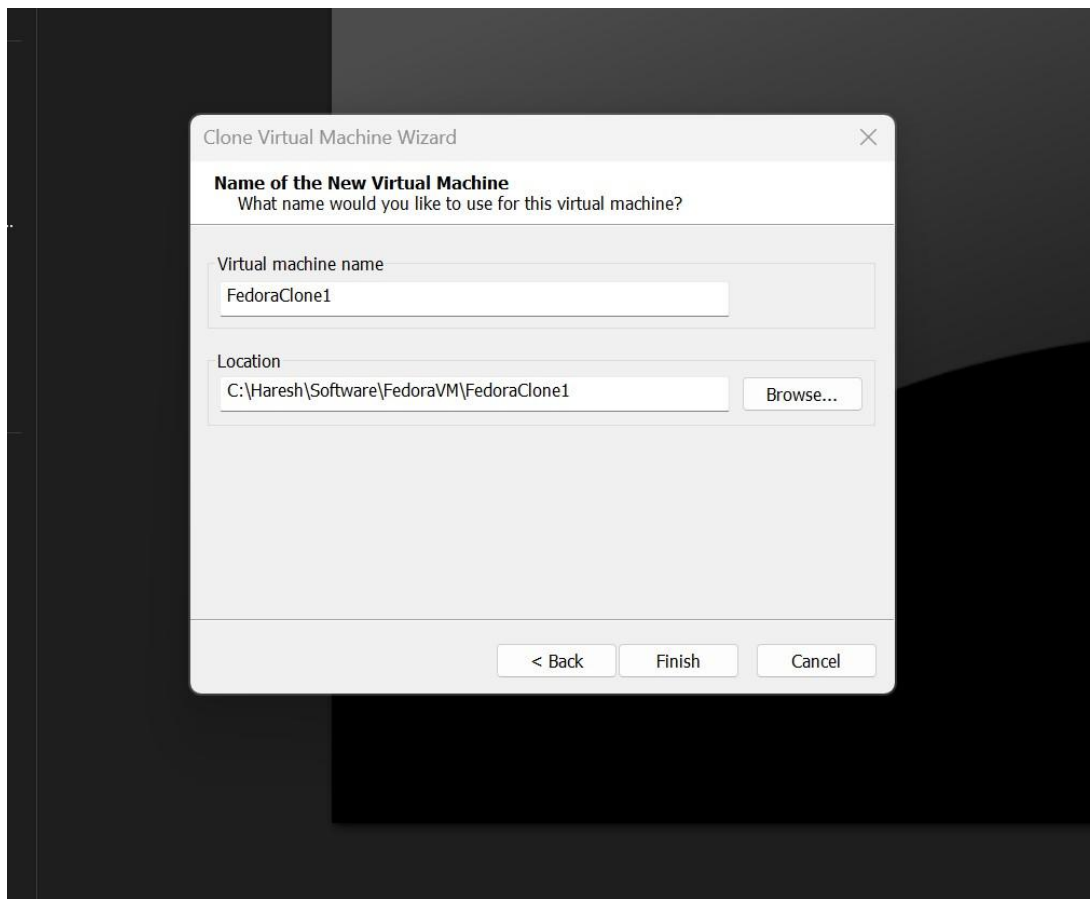 Clone Virtual Machine Wizard
Name of the New Virtual Machine
What name would you like to use for this virtual machine?
Virtual machine name
FedoraClone1
Location
C:\Haresh\Software\FedoraVM\FedoraClone1
Browse...
< Back
Finish
Cancel